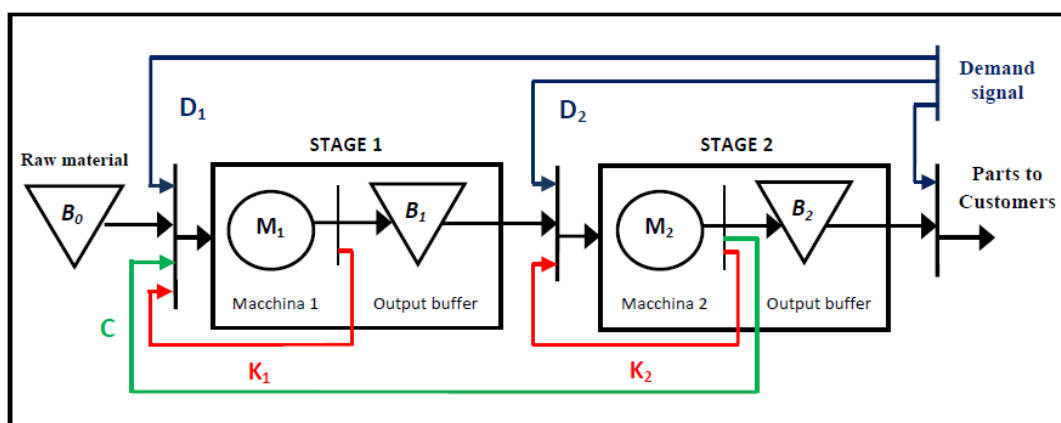 Demand
signal
D₁
D₂
STAGE 1
STAGE 2
Raw material
Parts to
Customers
B₀
M₁
B₁
M₂
B₂
Macchina 1
Output buffer
Macchina 2
Output buffer
C
K₁
K₂